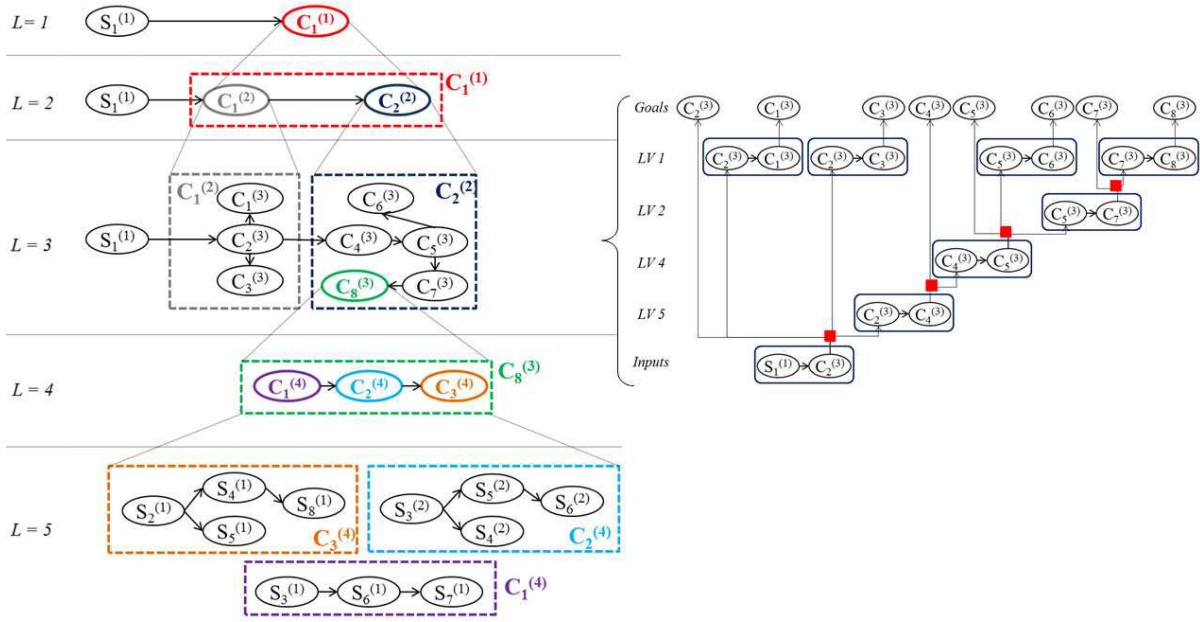 L= 1
S₁⁽¹⁾ C₁⁽¹⁾
L = 2
S₁⁽¹⁾ C₁⁽²⁾ C₂⁽²⁾ C₁⁽¹⁾
L = 3
S₁⁽¹⁾
C₁⁽²⁾
C₁⁽³⁾
C₂⁽³⁾
C₃⁽³⁾
C₂⁽²⁾
C₆⁽³⁾
C₄⁽³⁾ C₅⁽³⁾
C₈⁽³⁾ C₇⁽³⁾
L = 4
C₁⁽⁴⁾ C₂⁽⁴⁾ C₃⁽⁴⁾ C₈⁽³⁾
L = 5
S₂⁽¹⁾ S₄⁽¹⁾ S₈⁽¹⁾
S₅⁽¹⁾
C₃⁽⁴⁾
S₃⁽²⁾ S₅⁽²⁾ S₆⁽²⁾
S₄⁽²⁾
C₂⁽⁴⁾
S₃⁽¹⁾ S₆⁽¹⁾ S₇⁽¹⁾ C₁⁽⁴⁾
Goals C₂⁽³⁾ C₁⁽³⁾ C₃⁽³⁾ C₄⁽³⁾ C₅⁽³⁾ C₆⁽³⁾ C₇⁽³⁾ C₈⁽³⁾
LV 1 C₂⁽³⁾ C₁⁽³⁾ C₂⁽³⁾ C₃⁽³⁾ C₅⁽³⁾ C₆⁽³⁾ C₇⁽³⁾ C₈⁽³⁾
LV 2 C₅⁽³⁾ C₇⁽³⁾
LV 4 C₄⁽³⁾ C₅⁽³⁾
LV 5 C₂⁽³⁾ C₄⁽³⁾
Inputs S₁⁽¹⁾ C₂⁽³⁾